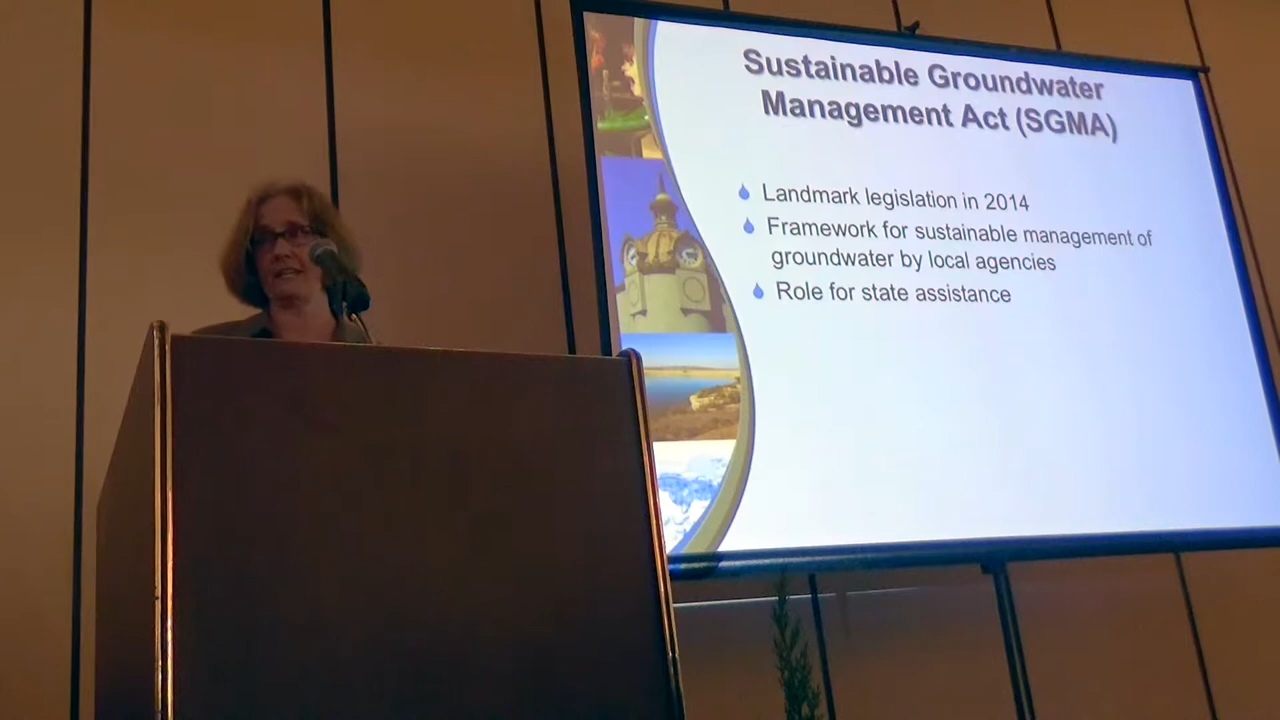 Sustainable Groundwater
Management Act (SGMA)
Landmark legislation in 2014
Framework for sustainable management of
groundwater by local agencies
Role for state assistance